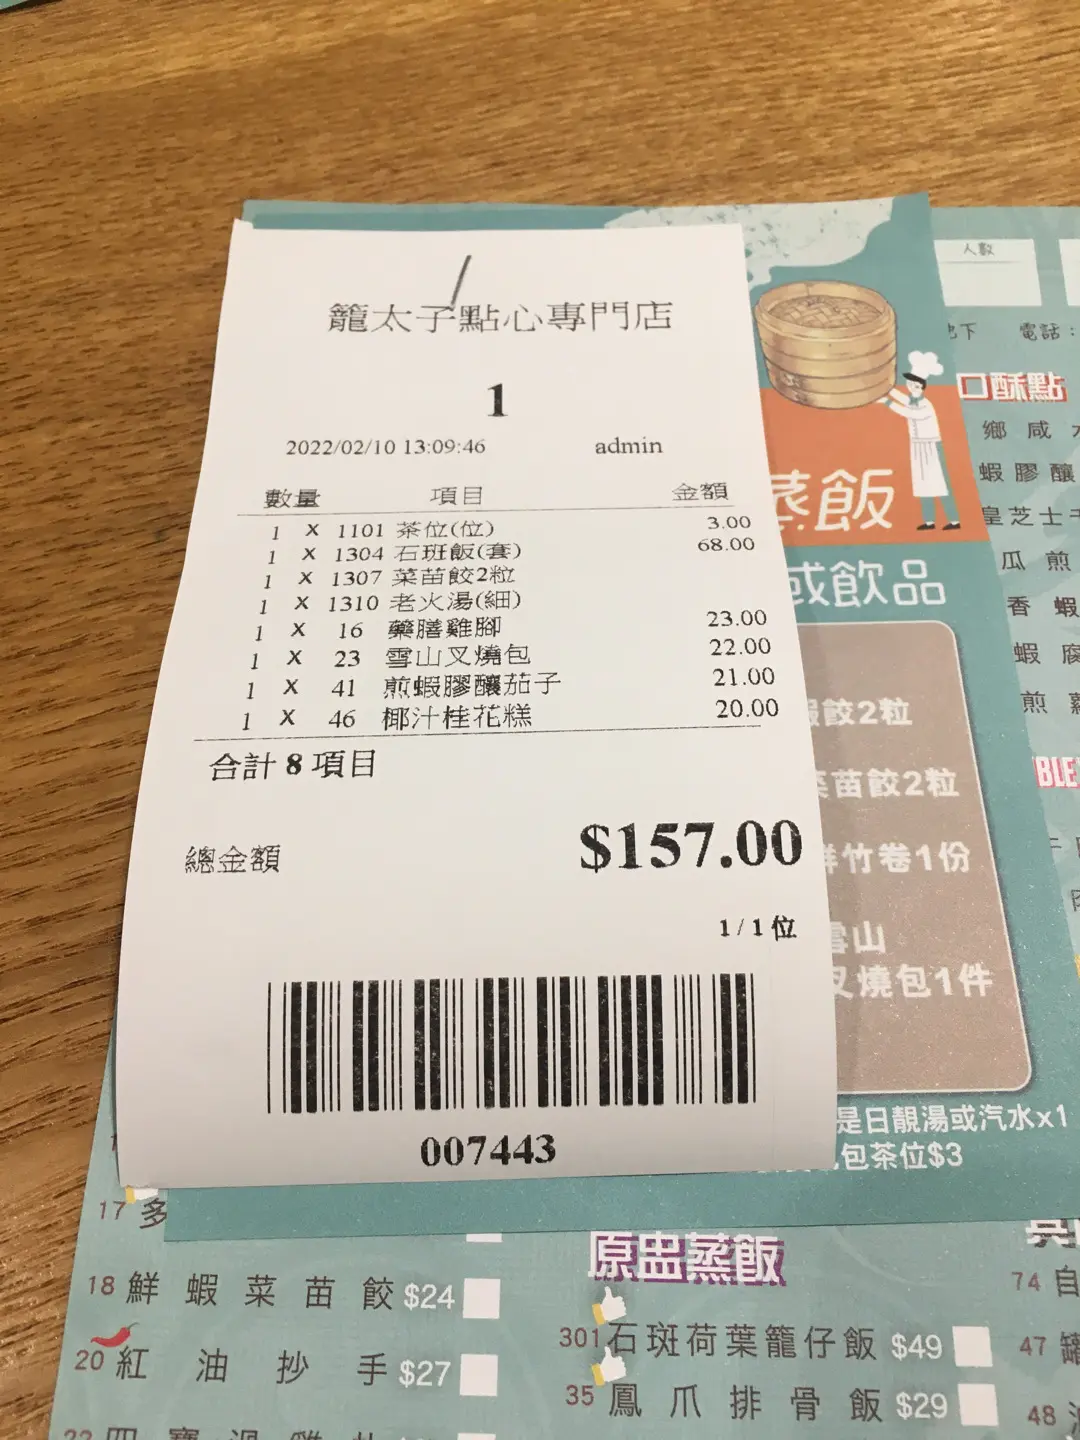 籠太子點心專門店
1
2022/02/10 13:09:46 admin
數量 項目 金額
1 X 1101 茶位(位) 3.00
1 X 1304 石班飯(套) 68.00
1 X 1307 菜苗餃2粒
1 X 1310 老火湯(細)
1 X 16 藥膳雞腳 23.00
1 X 23 雪山叉燒包 22.00
1 X 41 煎蝦膠釀茄子 21.00
1 X 46 椰汁桂花糕 20.00
合計 8 項目
總金額 $157.00
1/1位
007443
人數
地下 電話：
口酥點
鄉咸水
蝦膠釀
皇芝士
瓜煎
香蝦
蝦腐
煎蘿
蒸飯
或飲品
蝦餃2粒
菜苗餃2粒
鮮竹卷1份
雪山
叉燒包1件
是日靚湯或汽水x1
包茶位$3
17 多
18 鮮蝦菜苗餃 $24
20 紅油抄手 $27
原盅蒸飯
301 石斑荷葉籠仔飯 $49
35 鳳爪排骨飯 $29
74 自
47 罐
48